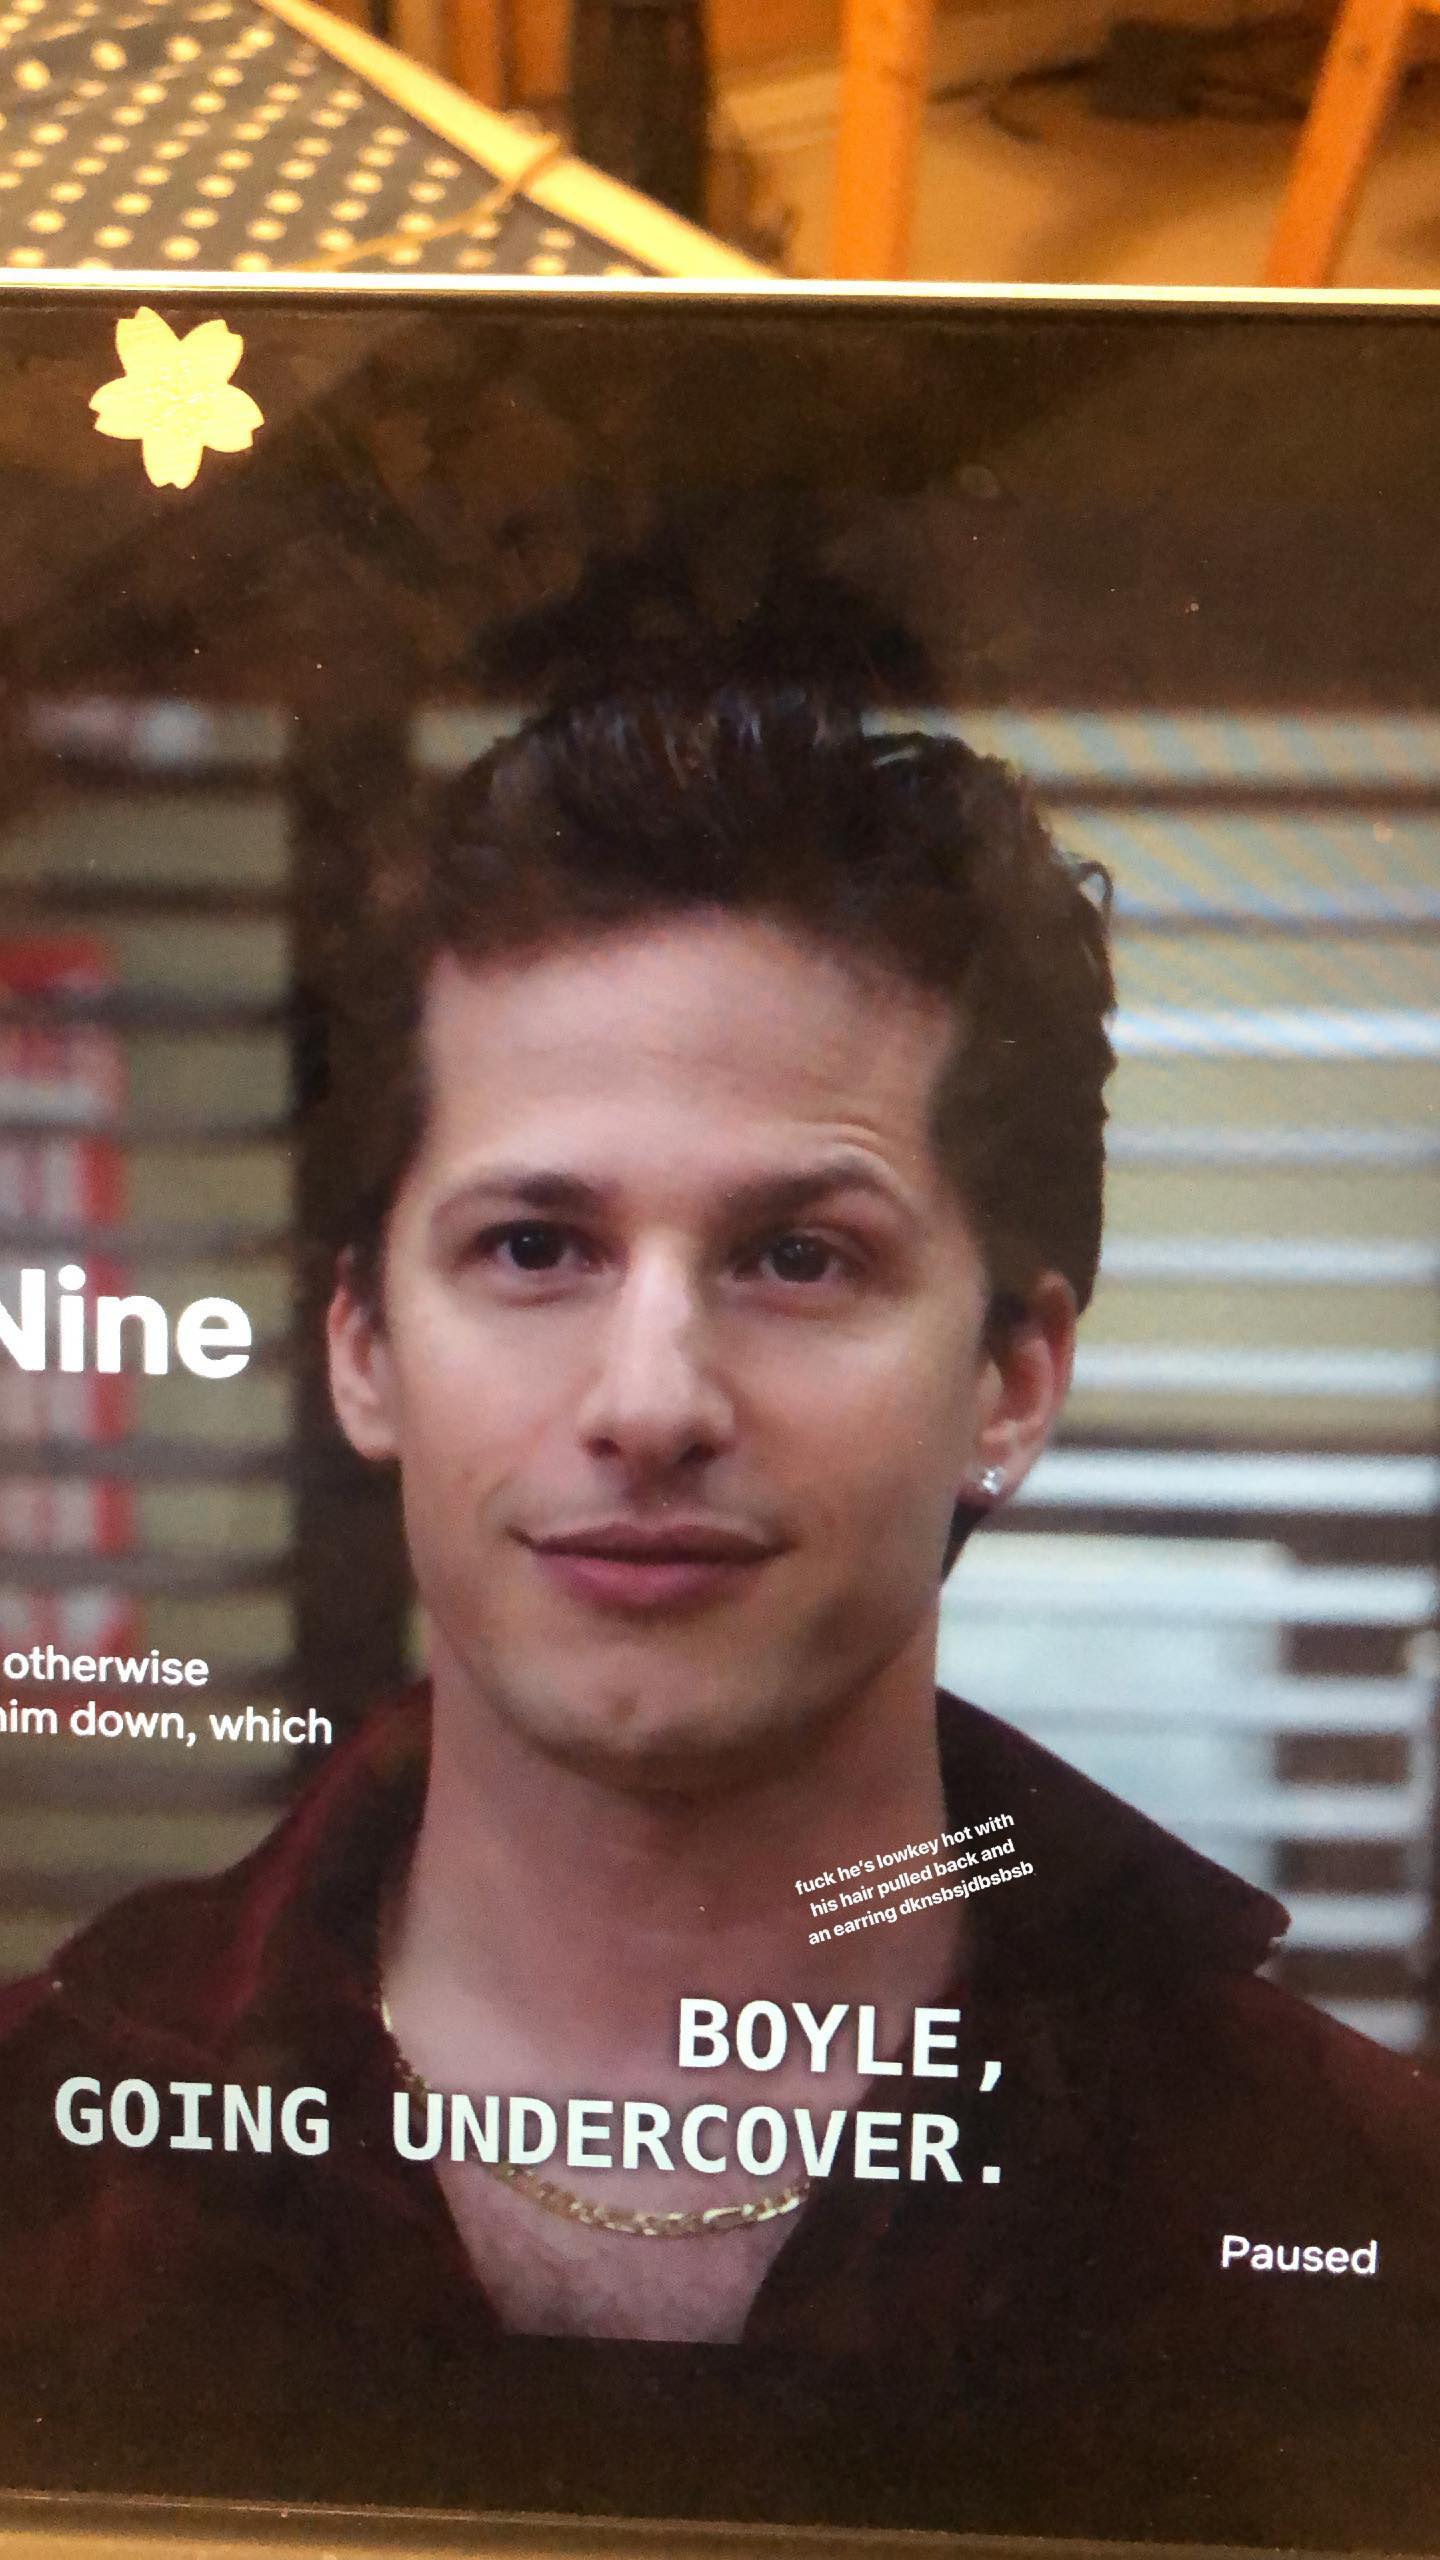 Nine
otherwise
him down, which
fuck he's lowkey hot with
his hair pulled back and
an earring dknsbsjdbsbsb
BOYLE,
GOING UNDERCOVER.
Paused